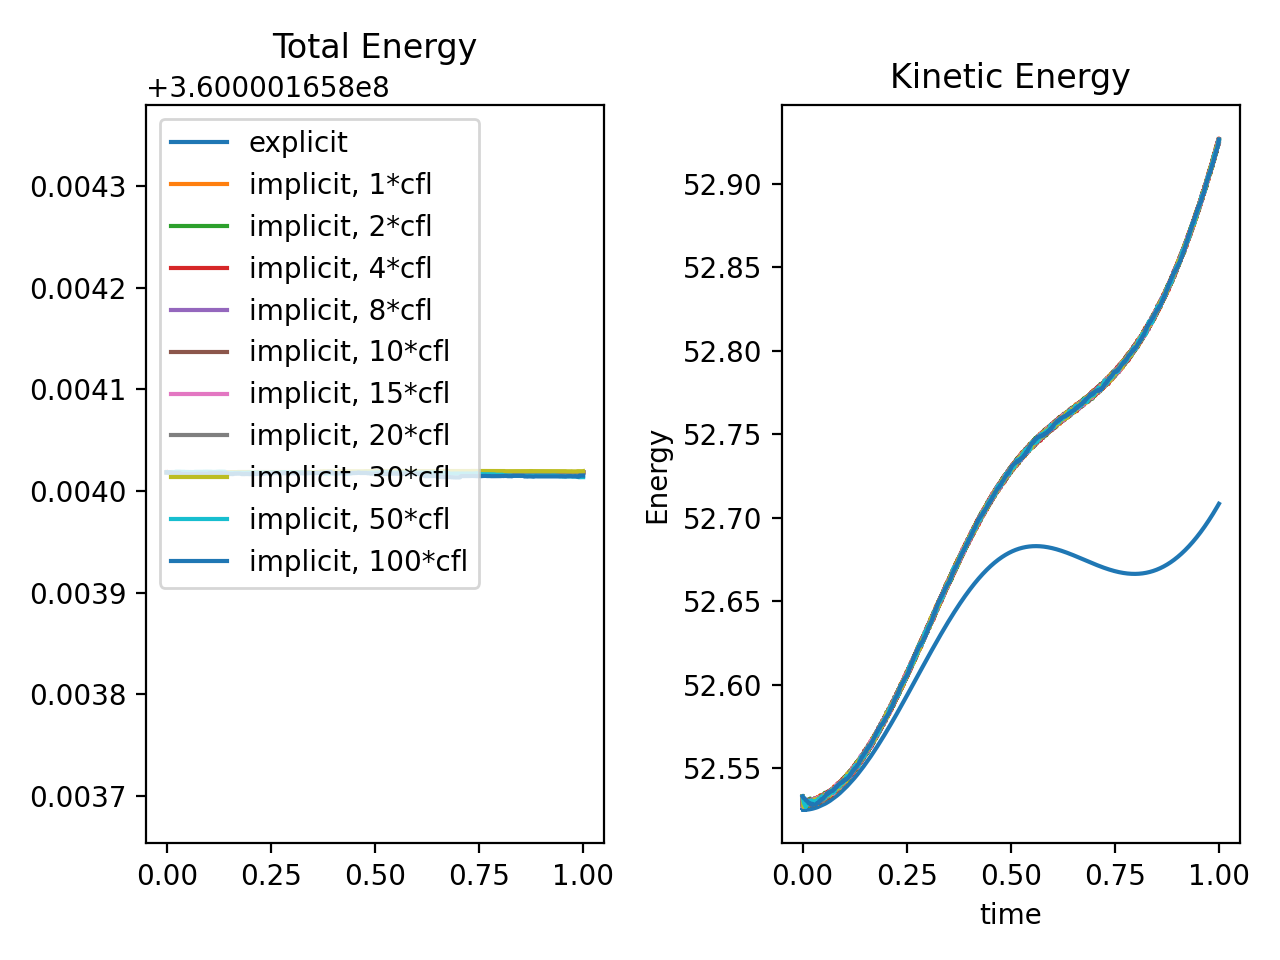 Total Energy
+3.600001658e8
explicit
implicit, 1*cfl
implicit, 2*cfl
implicit, 4*cfl
implicit, 8*cfl
implicit, 10*cfl
implicit, 15*cfl
implicit, 20*cfl
implicit, 30*cfl
implicit, 50*cfl
implicit, 100*cfl
0.0043
0.0042
0.0041
0.0040
0.0039
0.0038
0.0037
0.00 0.25 0.50 0.75 1.00
Kinetic Energy
Energy
52.90
52.85
52.80
52.75
52.70
52.65
52.60
52.55
0.00 0.25 0.50 0.75 1.00
time